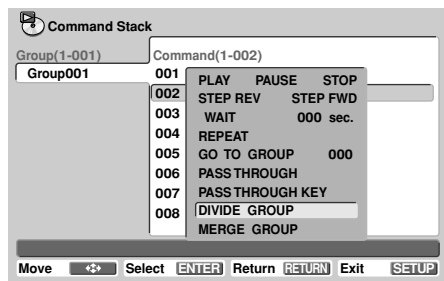 Command Stack
Group(1-001) Command(1-002)
Group001
001
002
003
004
005
006
007
008
PLAY PAUSE STOP
STEP REV STEP FWD
WAIT 000 sec.
REPEAT
GO TO GROUP 000
PASS THROUGH
PASS THROUGH KEY
DIVIDE GROUP
MERGE GROUP
Move Select ENTER Return RETURN Exit SETUP